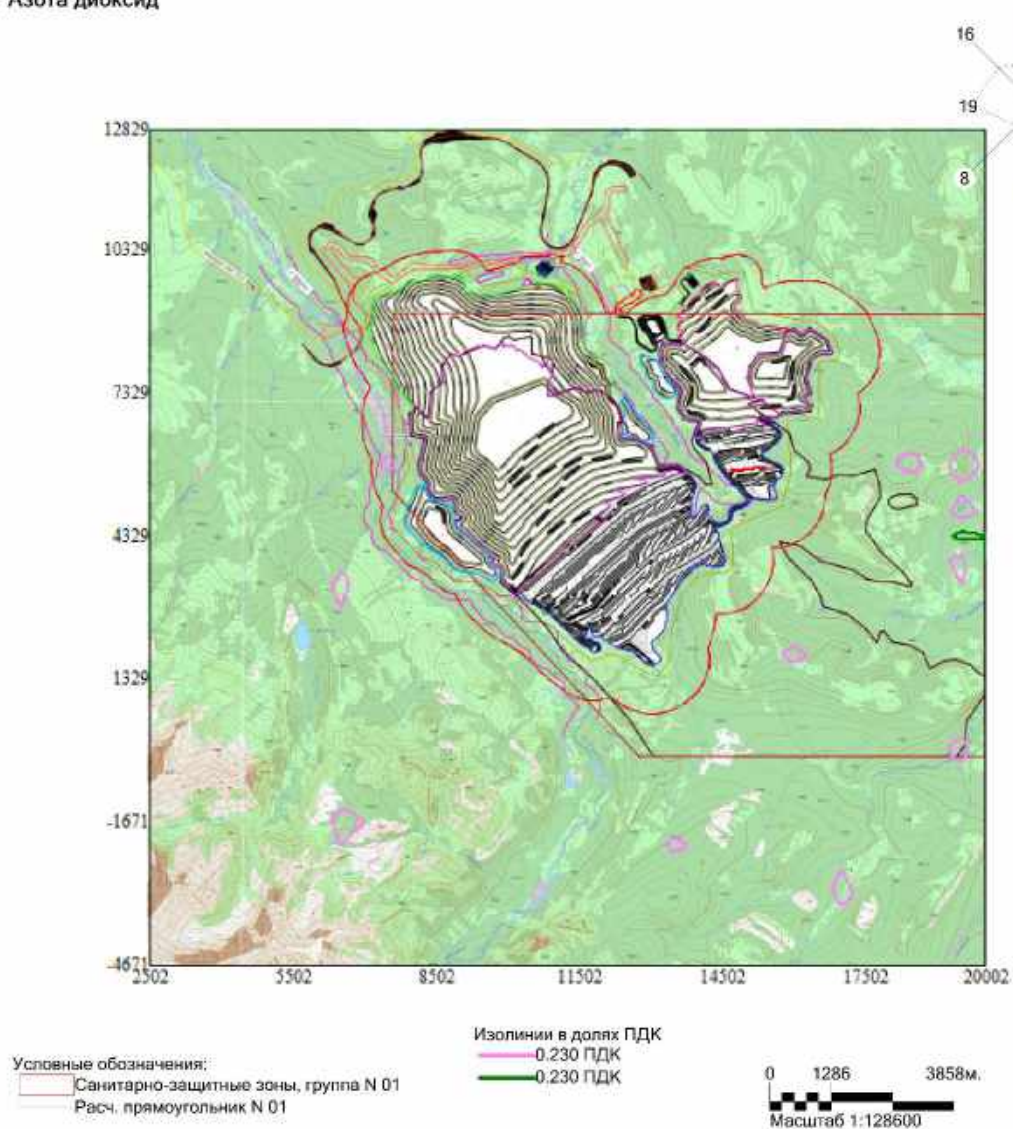 Азота диоксид
16
19
8
12829
10329
7329
4329
1329
-1671
-4671
2502 5502 8502 11502 14502 17502 20002
Изолинии в долях ПДК
0.230 ПДК
0.230 ПДК
Условные обозначения:
Санитарно-защитные зоны, группа N 01
Расч. прямоугольник N 01
0 1286 3858м.
Масштаб 1:128600